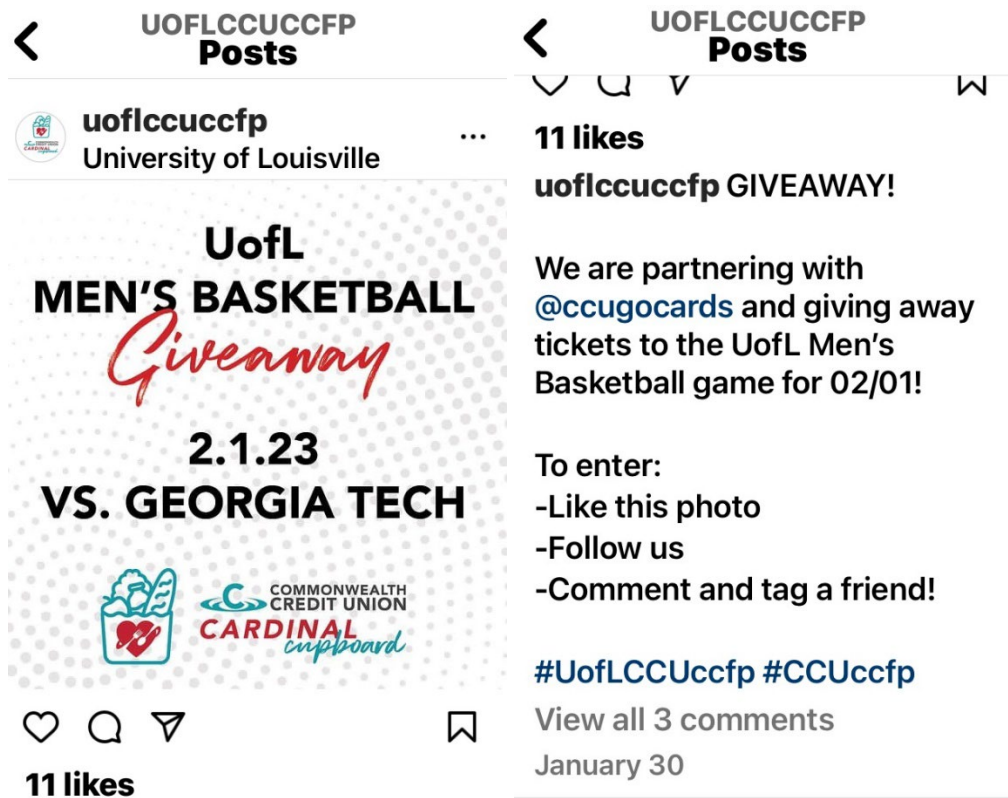 UOFLCCUCCFP
Posts
uoflccuccfp
University of Louisville
UofL
MEN'S BASKETBALL
Giveaway
2.1.23
VS. GEORGIA TECH
COMMONWEALTH
CREDIT UNION
CARDINAL
cupboard
11 likes
UOFLCCUCCFP
Posts
11 likes
uoflccuccfp GIVEAWAY!
We are partnering with
@ccugocards and giving away
tickets to the UofL Men's
Basketball game for 02/01!
To enter:
-Like this photo
-Follow us
-Comment and tag a friend!
#UofLCCUccfp #CCUccfp
View all 3 comments
January 30